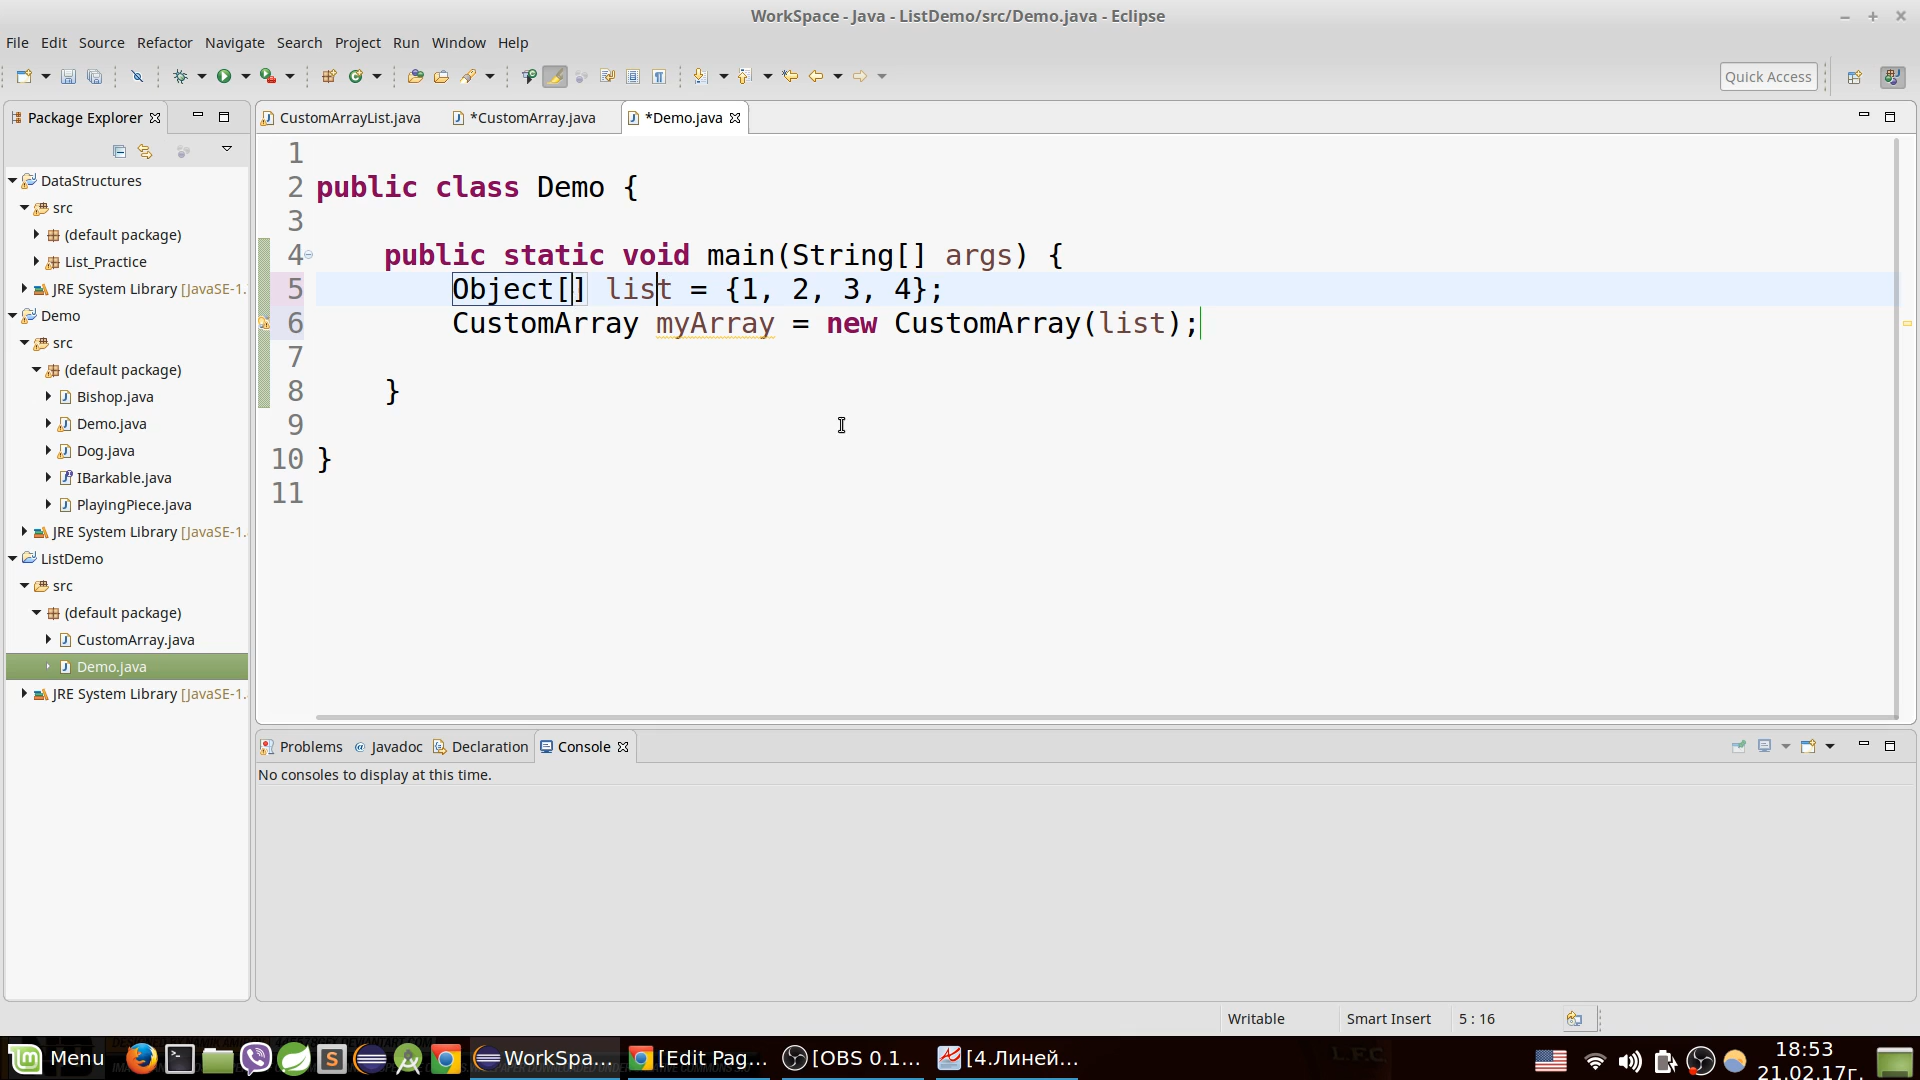 WorkSpace - Java - ListDemo/src/Demo.java - Eclipse
File Edit Source Refactor Navigate Search Project Run Window Help
Quick Access
Package Explorer
CustomArrayList.java *CustomArray.java *Demo.java
DataStructures
src
(default package)
List_Practice
JRE System Library [JavaSE-1.
Demo
src
(default package)
Bishop.java
Demo.java
Dog.java
IBarkable.java
PlayingPiece.java
JRE System Library [JavaSE-1.
ListDemo
src
(default package)
CustomArray.java
Demo.java
JRE System Library [JavaSE-1.
1
2 public class Demo {
3
4 public static void main(String[] args) {
5 Object[] list = {1, 2, 3, 4};
6 CustomArray myArray = new CustomArray(list);
7
8 }
9
10 }
11
Problems @ Javadoc Declaration Console
No consoles to display at this time.
Writable Smart Insert 5 : 16
Menu WorkSpa... [Edit Pag... [OBS 0.1... [4.Линей... L.F.C. 18:53
21.02.17г.